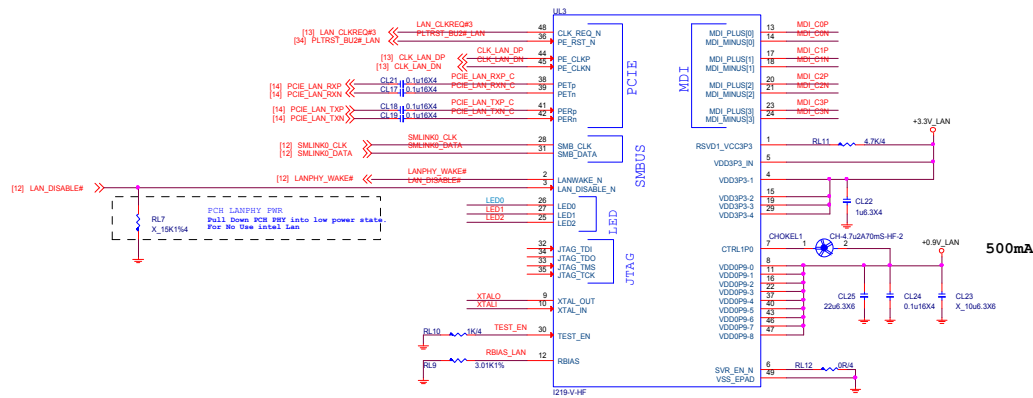 UL3
LAN_CLKREQ#3
[13] LAN_CLKREQ#3
48
CLK_REQ_N
PLTRST_BU2#_LAN
[34] PLTRST_BU2#_LAN
36
PE_RST_N
CLK_LAN_DP
[13] CLK_LAN_DP
44
PE_CLKP
CLK_LAN_DN
[13] CLK_LAN_DN
45
PE_CLKN
[14] PCIE_LAN_RXP
CL21
0.1u16X4
PCIE_LAN_RXP_C
38
PETp
[14] PCIE_LAN_RXN
CL17
0.1u16X4
PCIE_LAN_RXN_C
39
PETn
[14] PCIE_LAN_TXP
CL18
0.1u16X4
PCIE_LAN_TXP_C
41
PERp
[14] PCIE_LAN_TXN
CL19
0.1u16X4
PCIE_LAN_TXN_C
42
PERn
PCIE
[12] SMLINK0_CLK
SMLINK0_CLK
28
SMB_CLK
[12] SMLINK0_DATA
SMLINK0_DATA
31
SMB_DATA
SMBUS
[12] LANPHY_WAKE#
LANPHY_WAKE#
2
LANWAKE_N
[12] LAN_DISABLE#
LAN_DISABLE#
3
LAN_DISABLE_N
RL7
X_15K1%4
PCH LANPHY PWR
Pull Down PCH PHY into low power state.
For No Use intel Lan
LED0
26
LED0
LED1
27
LED1
LED2
25
LED2
LED
32
JTAG_TDI
34
JTAG_TDO
33
JTAG_TMS
35
JTAG_TCK
JTAG
XTALO
9
XTAL_OUT
XTALI
10
XTAL_IN
RL10
1K/4
TEST_EN
30
TEST_EN
RL9
3.01K1%
RBIAS_LAN
12
RBIAS
I219-V-HF
MDI
MDI_PLUS[0]
13
MDI_C0P
MDI_MINUS[0]
14
MDI_C0N
MDI_PLUS[1]
17
MDI_C1P
MDI_MINUS[1]
18
MDI_C1N
MDI_PLUS[2]
20
MDI_C2P
MDI_MINUS[2]
21
MDI_C2N
MDI_PLUS[3]
23
MDI_C3P
MDI_MINUS[3]
24
MDI_C3N
+3.3V_LAN
RSVD1_VCC3P3
1
RL11
4.7K/4
VDD3P3_IN
5
VDD3P3-1
4
VDD3P3-2
15
VDD3P3-3
19
VDD3P3-4
29
CL22
1u6.3X4
CTRL1P0
7
CHOKEL1
1
2
CH-4.7u2A70mS-HF-2
+0.9V_LAN
500mA
VDD0P9-0
8
VDD0P9-1
11
VDD0P9-2
16
VDD0P9-3
22
VDD0P9-4
37
VDD0P9-5
40
VDD0P9-6
43
VDD0P9-7
46
VDD0P9-8
47
CL25
22u6.3X6
CL24
0.1u16X4
CL23
X_10u6.3X6
SVR_EN_N
6
RL12
0R/4
VSS_EPAD
49